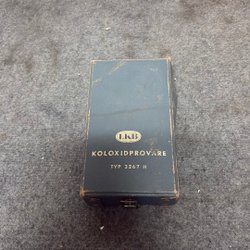 LKB
KOLOXIDPROVARE
TYP 3267 H